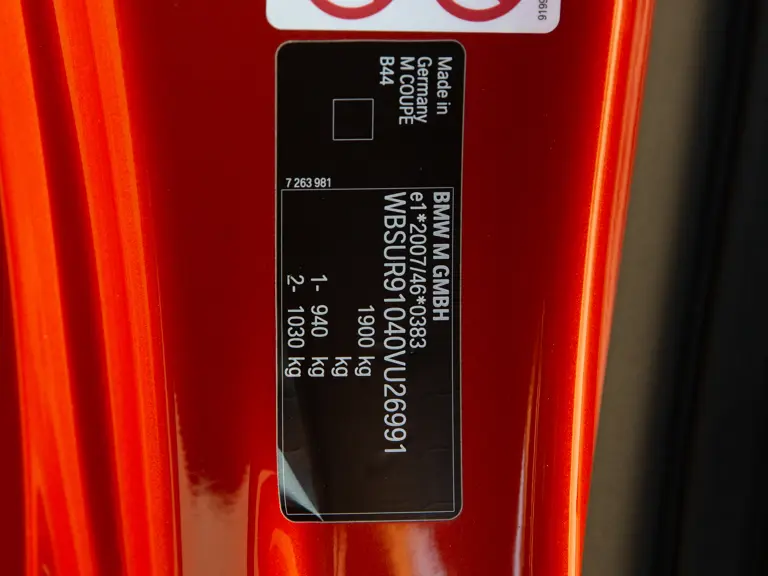 9199
Made in
Germany
M COUPE
B44
7 263 981
BMW M GMBH
e1*2007/46*0383
WBSUR91040VU26991
1900 kg
kg
1- 940 kg
2- 1030 kg